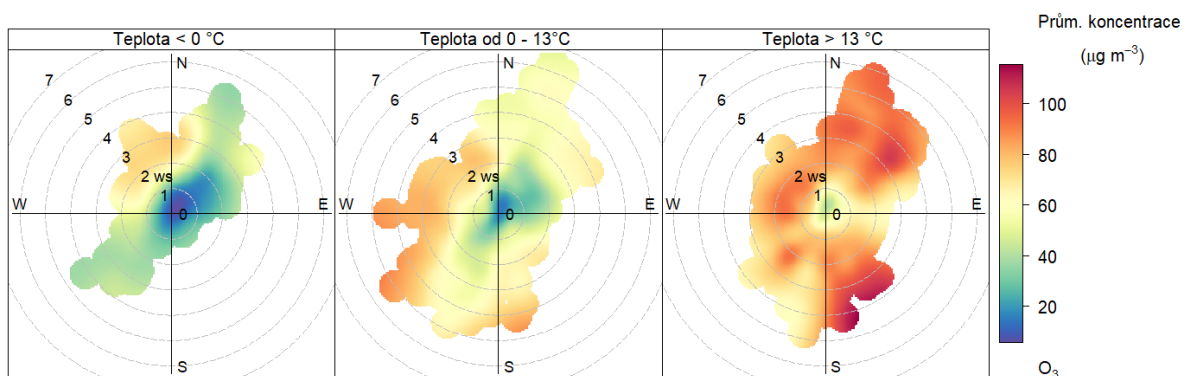 Teplota < 0 °C
Teplota od 0 - 13°C
Teplota > 13 °C
Prům. koncentrace
(μg m⁻³)
N
7
6
5
4
3
2 ws
1
0
W
E
S
N
7
6
5
4
3
2 ws
1
0
W
E
S
N
7
6
5
4
3
2 ws
1
0
W
E
S
100
80
60
40
20
O₃